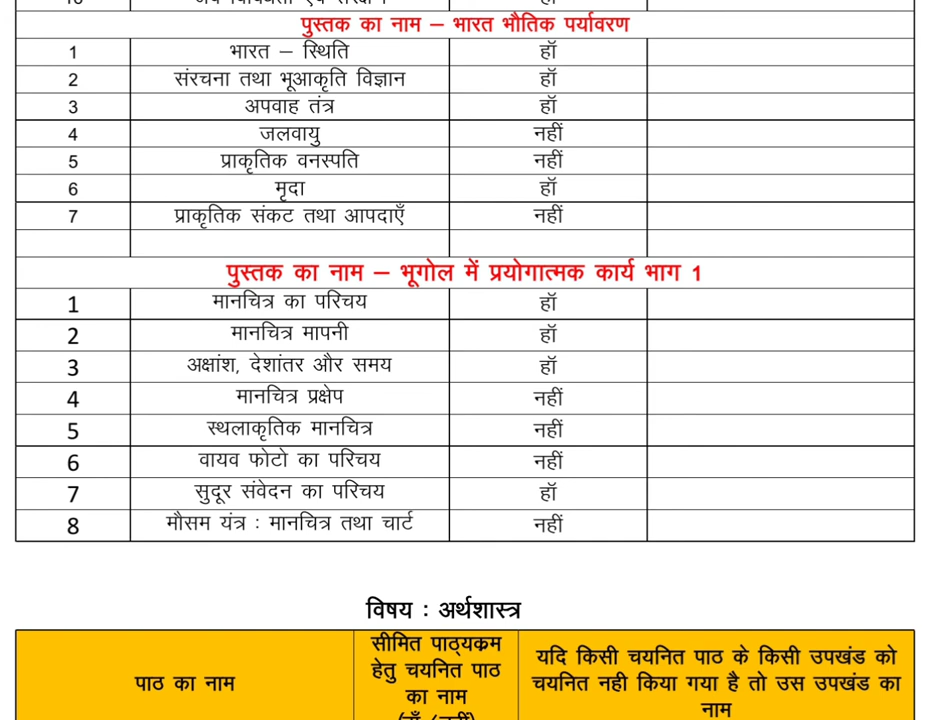 पुस्तक का नाम – भारत भौतिक पर्यावरण
1 भारत – स्थिति हॉ
2 संरचना तथा भूआकृति विज्ञान हॉ
3 अपवाह तंत्र हॉ
4 जलवायु नहीं
5 प्राकृतिक वनस्पति नहीं
6 मृदा हॉ
7 प्राकृतिक संकट तथा आपदाएँ नहीं
पुस्तक का नाम – भूगोल में प्रयोगात्मक कार्य भाग 1
1 मानचित्र का परिचय हॉ
2 मानचित्र मापनी हॉ
3 अक्षांश, देशांतर और समय हॉ
4 मानचित्र प्रक्षेप नहीं
5 स्थलाकृतिक मानचित्र नहीं
6 वायव फोटो का परिचय नहीं
7 सुदूर संवेदन का परिचय हॉ
8 मौसम यंत्र : मानचित्र तथा चार्ट नहीं
विषय : अर्थशास्त्र
पाठ का नाम
सीमित पाठ्यक्रम
हेतु चयनित पाठ
का नाम
यदि किसी चयनित पाठ के किसी उपखंड को
चयनित नही किया गया है तो उस उपखंड का
नाम